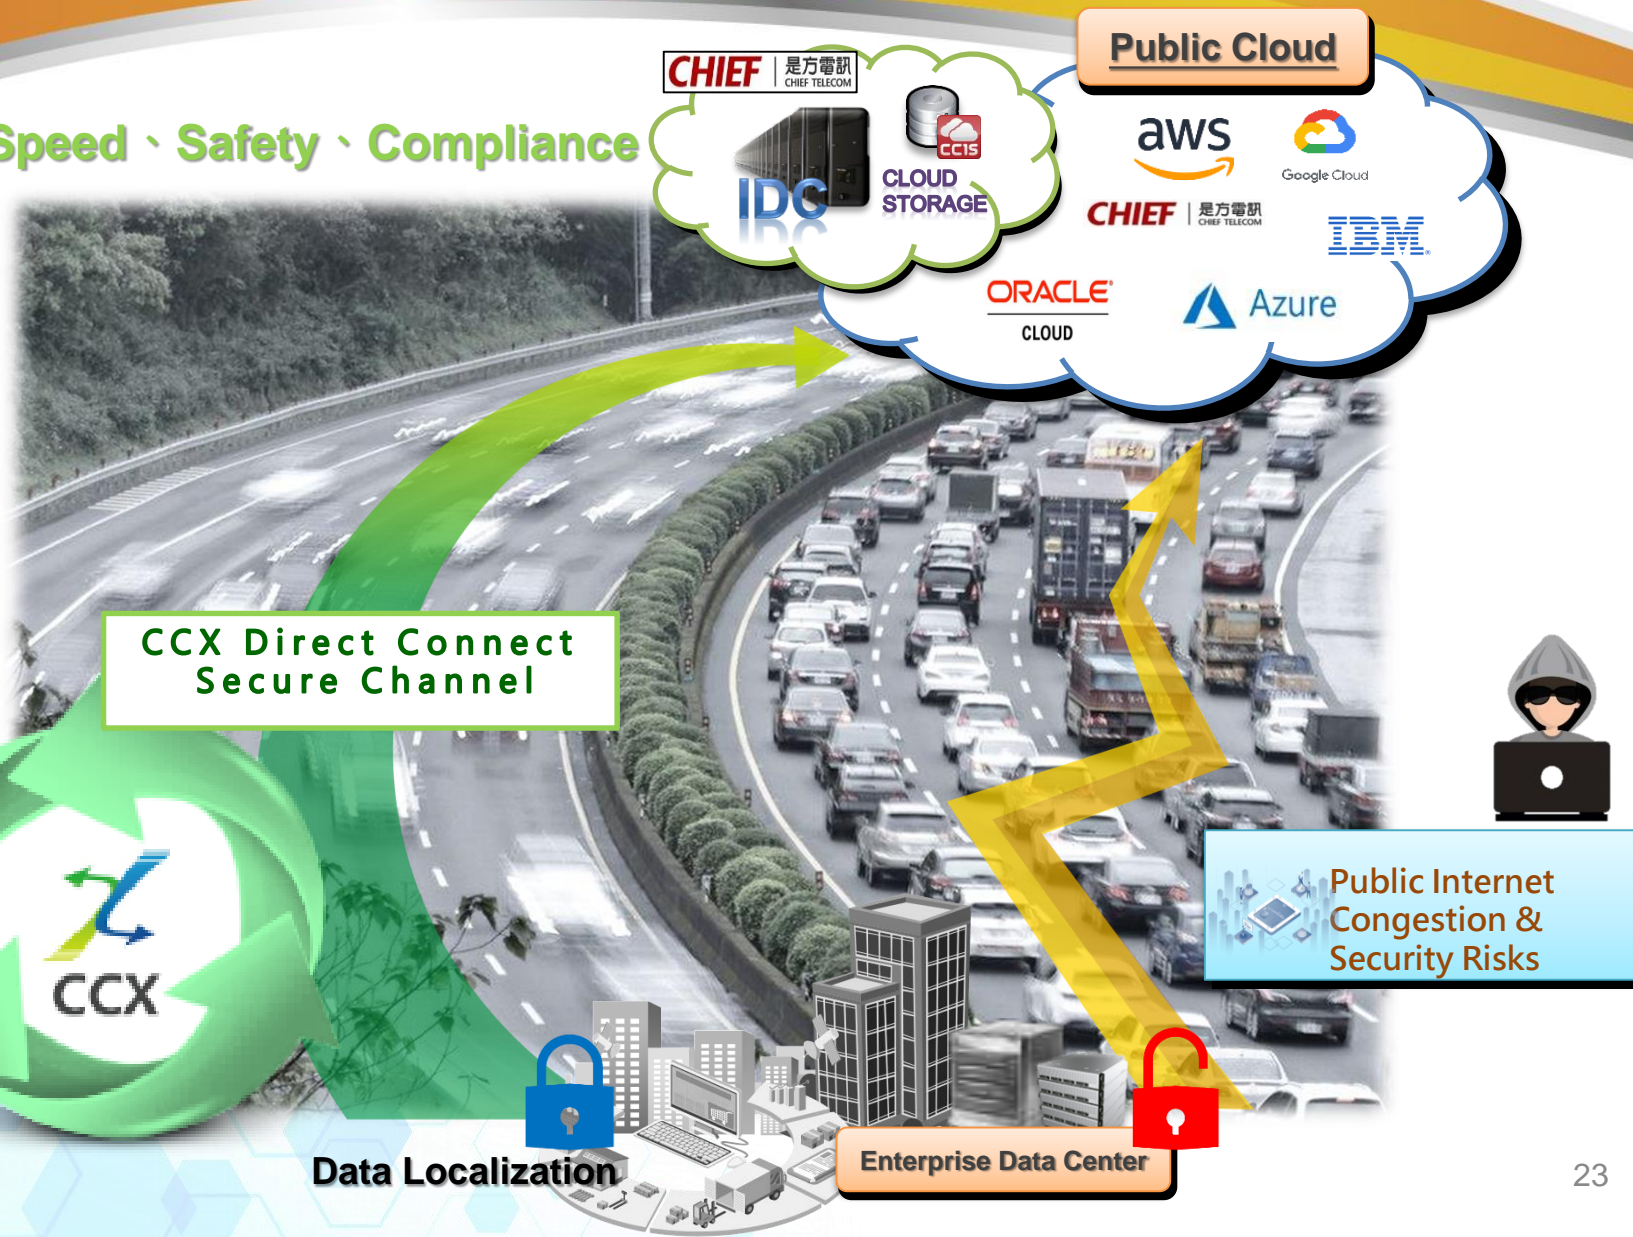 Public Cloud
CHIEF 是方電訊
CHIEF TELECOM
Speed、Safety、Compliance
IDC
CC1S
CLOUD
STORAGE
aws
Google Cloud
CHIEF 是方電訊
CHIEF TELECOM
IBM®
ORACLE®
CLOUD
Azure
CCX Direct Connect
Secure Channel
CCX
Public Internet
Congestion &
Security Risks
Data Localization
Enterprise Data Center
23